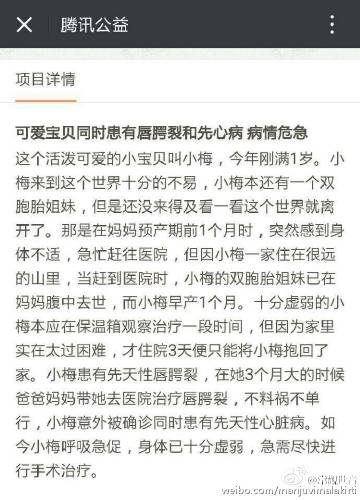 腾讯公益
项目详情
可爱宝贝同时患有唇腭裂和先心病 病情危急
这个活泼可爱的小宝贝叫小梅，今年刚满1岁。小
梅来到这个世界十分的不易，小梅本还有一个双
胞胎姐妹，但是还没来得及看一看这个世界就离
开了。那是在妈妈预产期前1个月时，突然感到身
体不适，急忙赶往医院，但因小梅一家住在很远
的山里，当赶到医院时，小梅的双胞胎姐妹已在
妈妈腹中去世，而小梅早产1个月。十分虚弱的小
梅本应在保温箱观察治疗一段时间，但因为家里
实在太过困难，才住院3天便只能将小梅抱回了
家。小梅患有先天性唇腭裂，在她3个月大的时候
爸爸妈妈带她去医院治疗唇腭裂，不料祸不单
行，小梅意外被确诊同时患有先天性心脏病。如
今小梅呼吸急促，身体已十分虚弱，急需尽快进
行手术治疗。
weibo.com/manjuvimalakirti